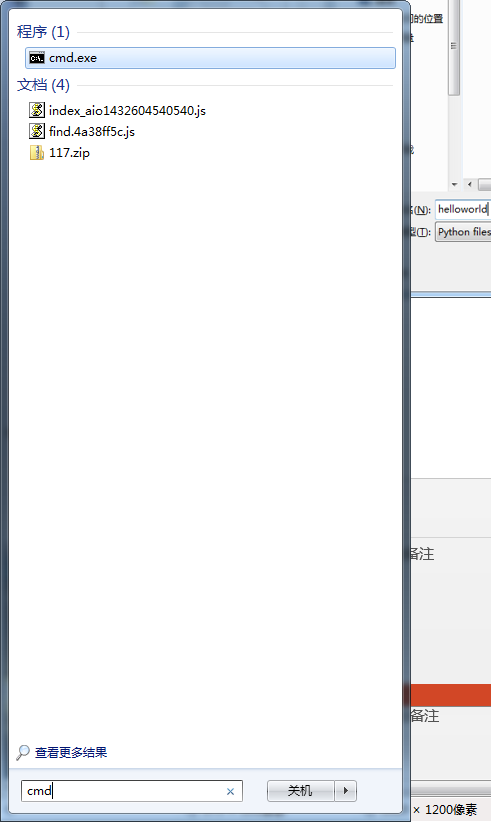 程序 (1)
cmd.exe
文档 (4)
index_aio1432604540540.js
find.4a38ff5c.js
117.zip
查看更多结果
cmd
关机
的位置
(N):
helloworld
型(T):
Python files
备注
备注
× 1200像素